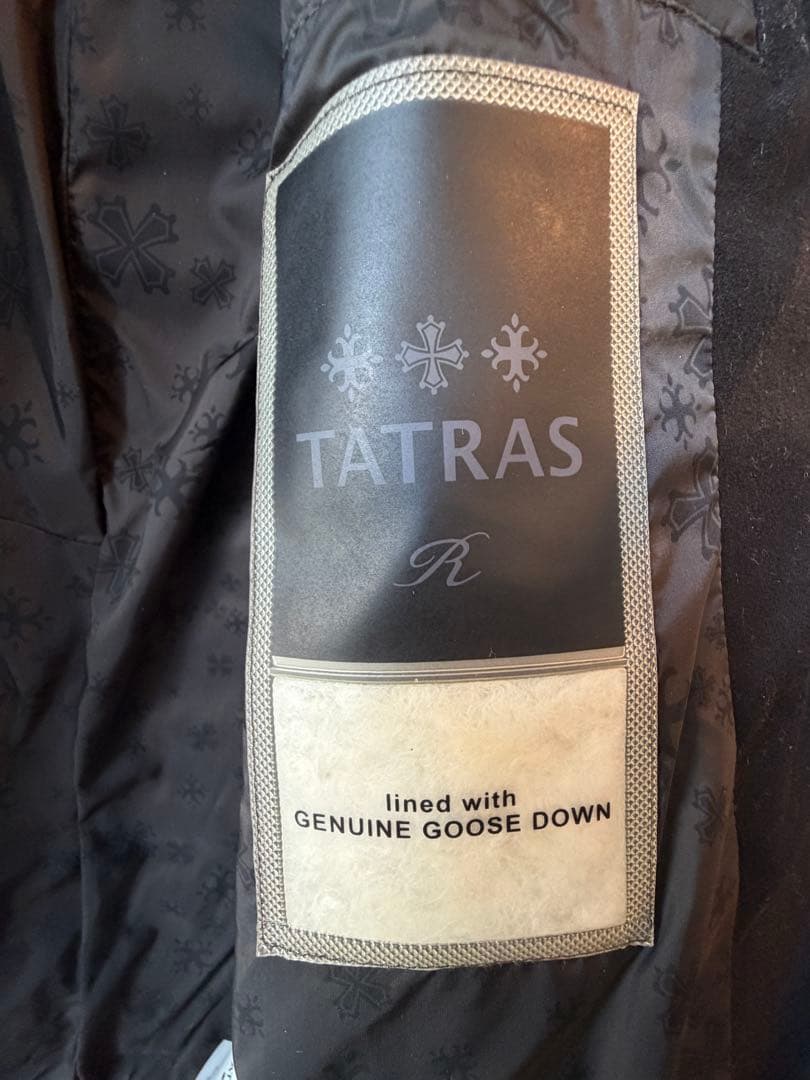 TATRAS
R
lined with
GENUINE GOOSE DOWN